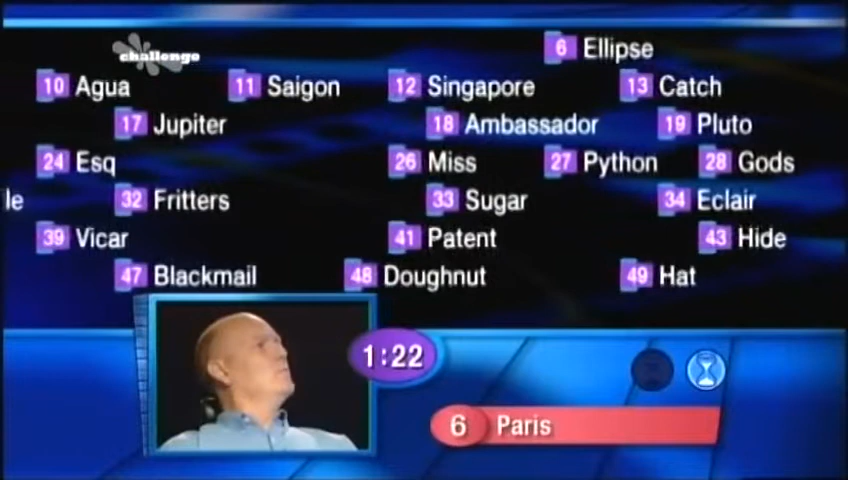 challenge
6 Ellipse
10 Agua 11 Saigon 12 Singapore 13 Catch
17 Jupiter 18 Ambassador 19 Pluto
24 Esq 26 Miss 27 Python 28 Gods
le 32 Fritters 33 Sugar 34 Eclair
39 Vicar 41 Patent 43 Hide
47 Blackmail 48 Doughnut 49 Hat
1:22
6 Paris